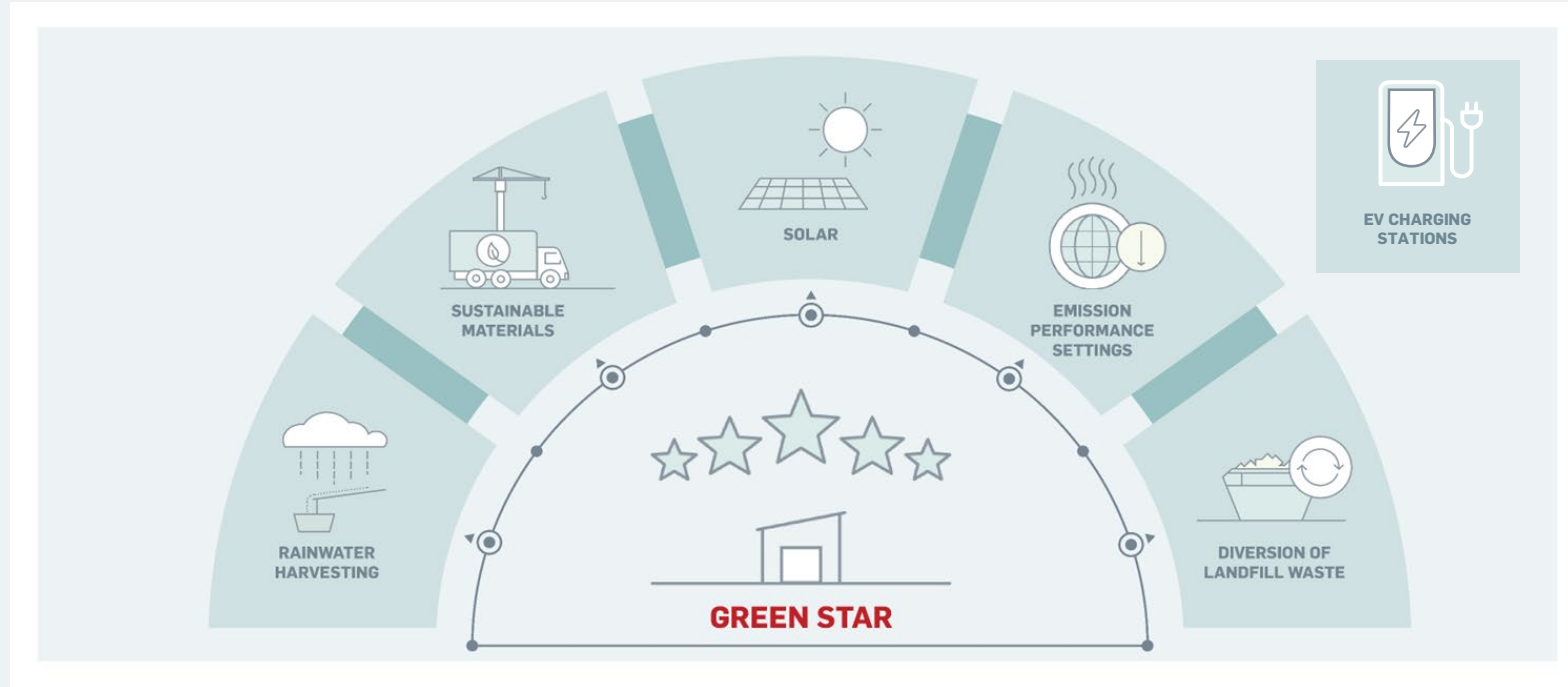 RAINWATER
HARVESTING
SUSTAINABLE
MATERIALS
SOLAR
EMISSION
PERFORMANCE
SETTINGS
DIVERSION OF
LANDFILL WASTE
EV CHARGING
STATIONS
GREEN STAR